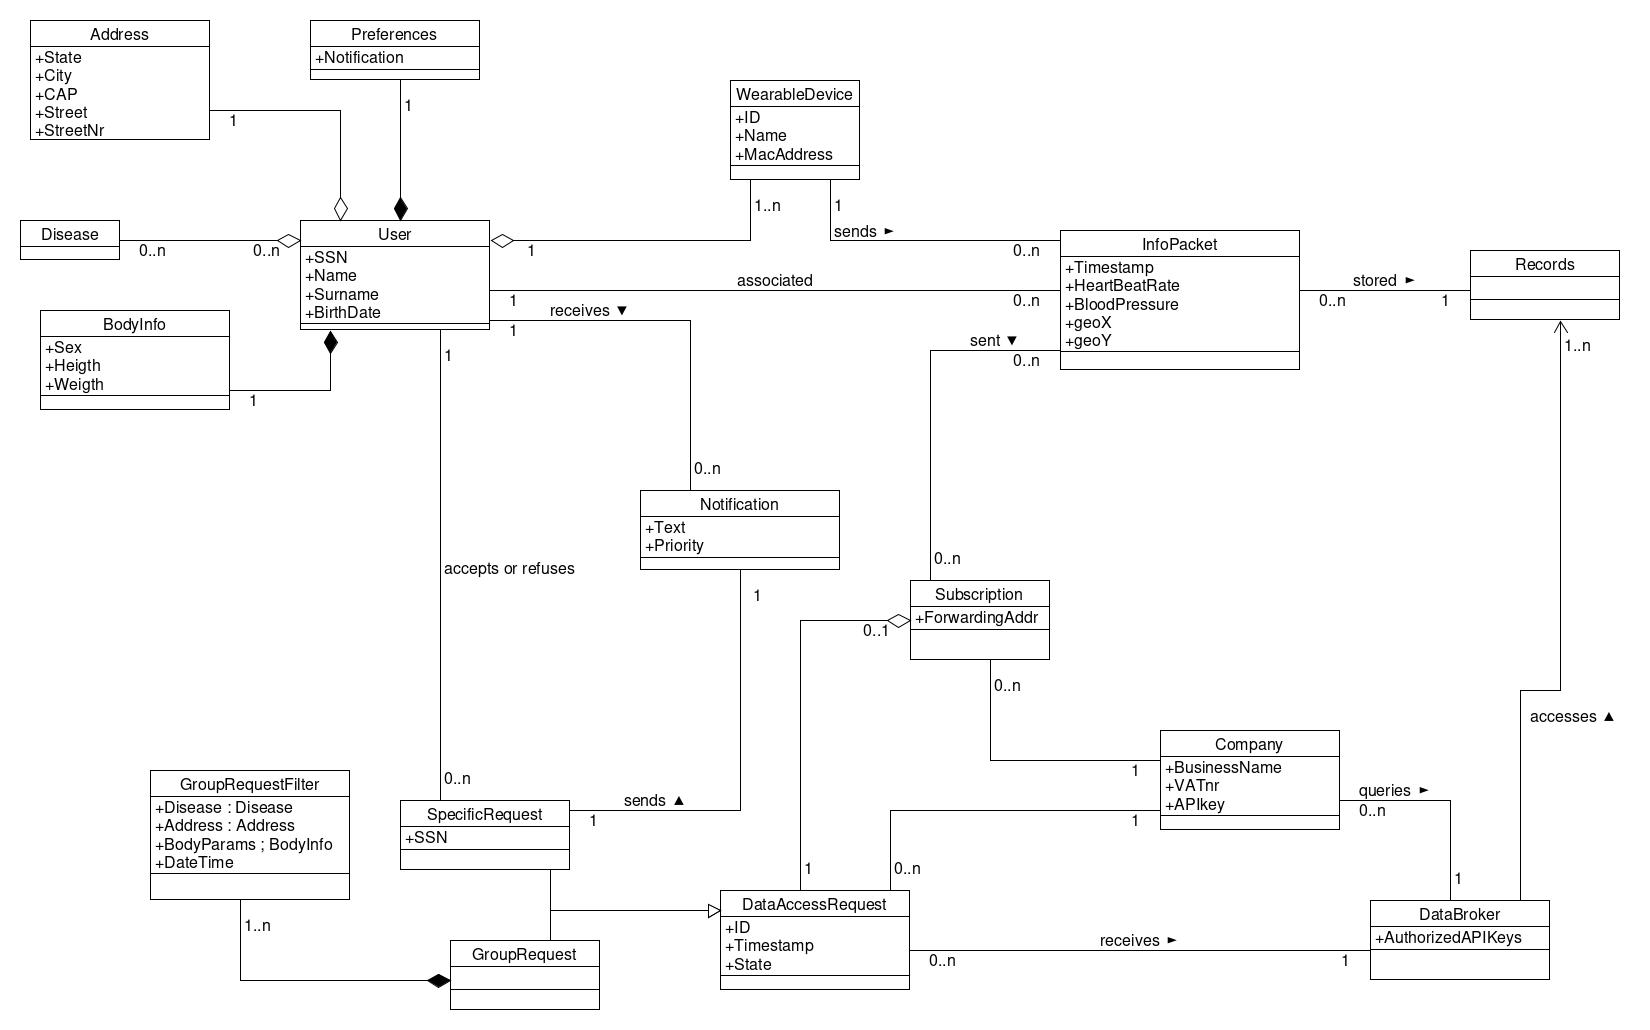 Address
+State
+City
+CAP
+Street
+StreetNr
1
Preferences
+Notification
1
WearableDevice
+ID
+Name
+MacAddress
1..n
1
sends ►
0..n
Disease
0..n
0..n
User
+SSN
+Name
+Surname
+BirthDate
1
associated
1
0..n
receives ▼
1
InfoPacket
+Timestamp
+HeartBeatRate
+BloodPressure
+geoX
+geoY
stored ►
0..n
1
Records
1..n
BodyInfo
+Sex
+Heigth
+Weigth
1
1
sent ▼
0..n
0..n
Notification
+Text
+Priority
1
accepts or refuses
0..n
Subscription
+ForwardingAddr
0..1
0..n
accesses ▲
Company
+BusinessName
+VATnr
+APIkey
1
1
queries ►
0..n
1
GroupRequestFilter
+Disease : Disease
+Address : Address
+BodyParams ; BodyInfo
+DateTime
1..n
0..n
SpecificRequest
+SSN
sends ▲
1
1
0..n
DataAccessRequest
+ID
+Timestamp
+State
receives ►
0..n
1
DataBroker
+AuthorizedAPIKeys
GroupRequest